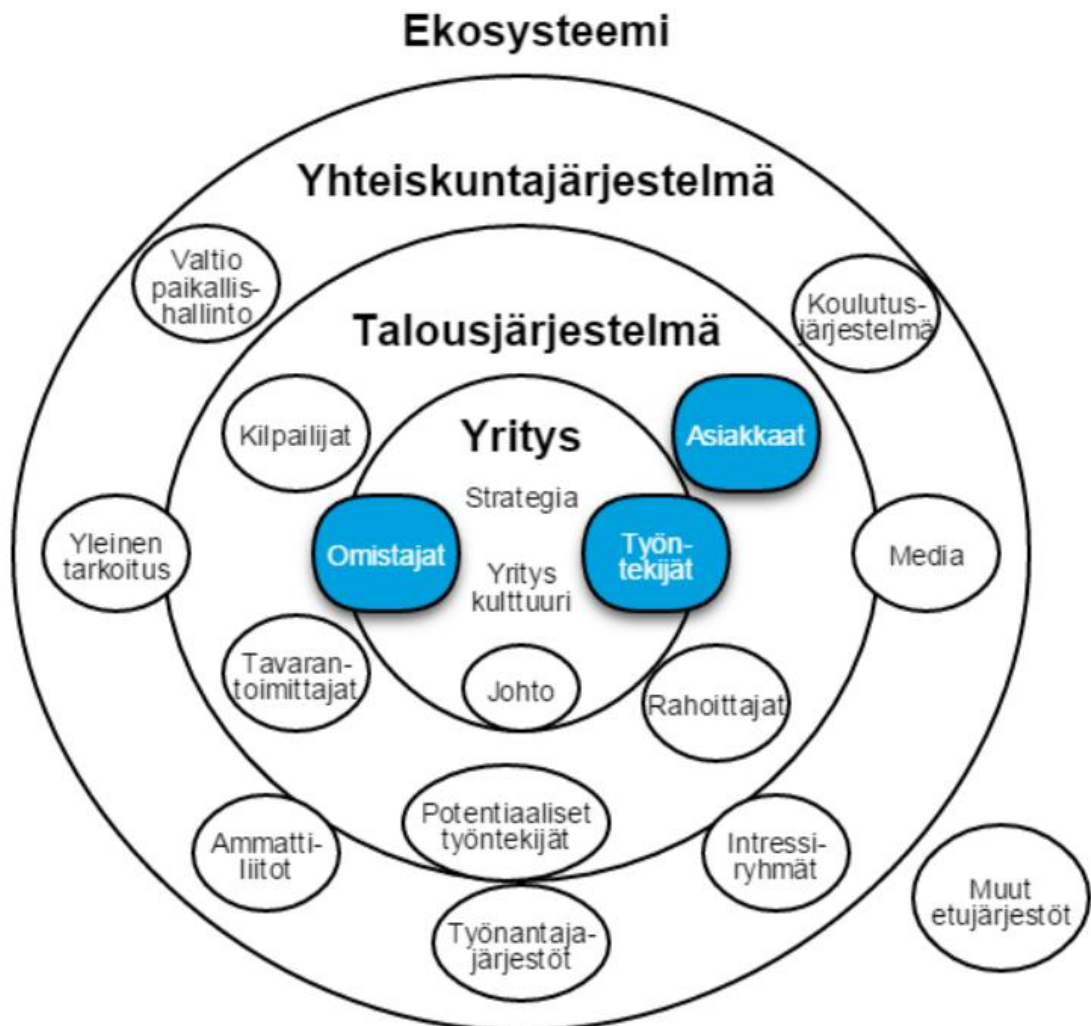 Ekosysteemi
Yhteiskuntajärjestelmä
Valtio
paikallis-
hallinto
Koulutus-
järjestelmä
Talousjärjestelmä
Kilpailijat
Yritys
Asiakkaat
Strategia
Yleinen
tarkoitus
Omistajat
Yritys
kulttuuri
Työn-
tekijät
Media
Tavaran-
toimittajat
Johto
Rahoittajat
Ammatti-
liitot
Potentiaaliset
työntekijät
Intressi-
ryhmät
Muut
etujärjestöt
Työnantaja-
järjestöt